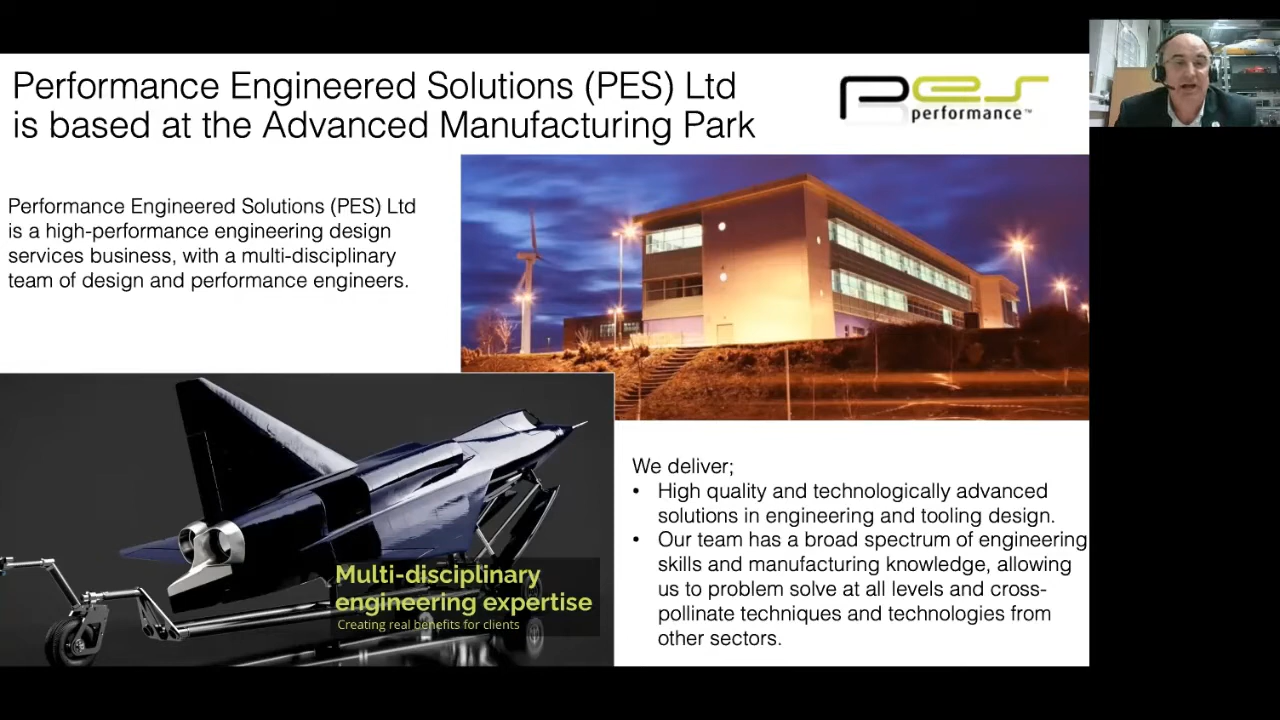 Performance Engineered Solutions (PES) Ltd
is based at the Advanced Manufacturing Park
pes
performance™
Performance Engineered Solutions (PES) Ltd
is a high-performance engineering design
services business, with a multi-disciplinary
team of design and performance engineers.
Multi-disciplinary
engineering expertise
Creating real benefits for clients
We deliver;
• High quality and technologically advanced
solutions in engineering and tooling design.
• Our team has a broad spectrum of engineering
skills and manufacturing knowledge, allowing
us to problem solve at all levels and cross-
pollinate techniques and technologies from
other sectors.